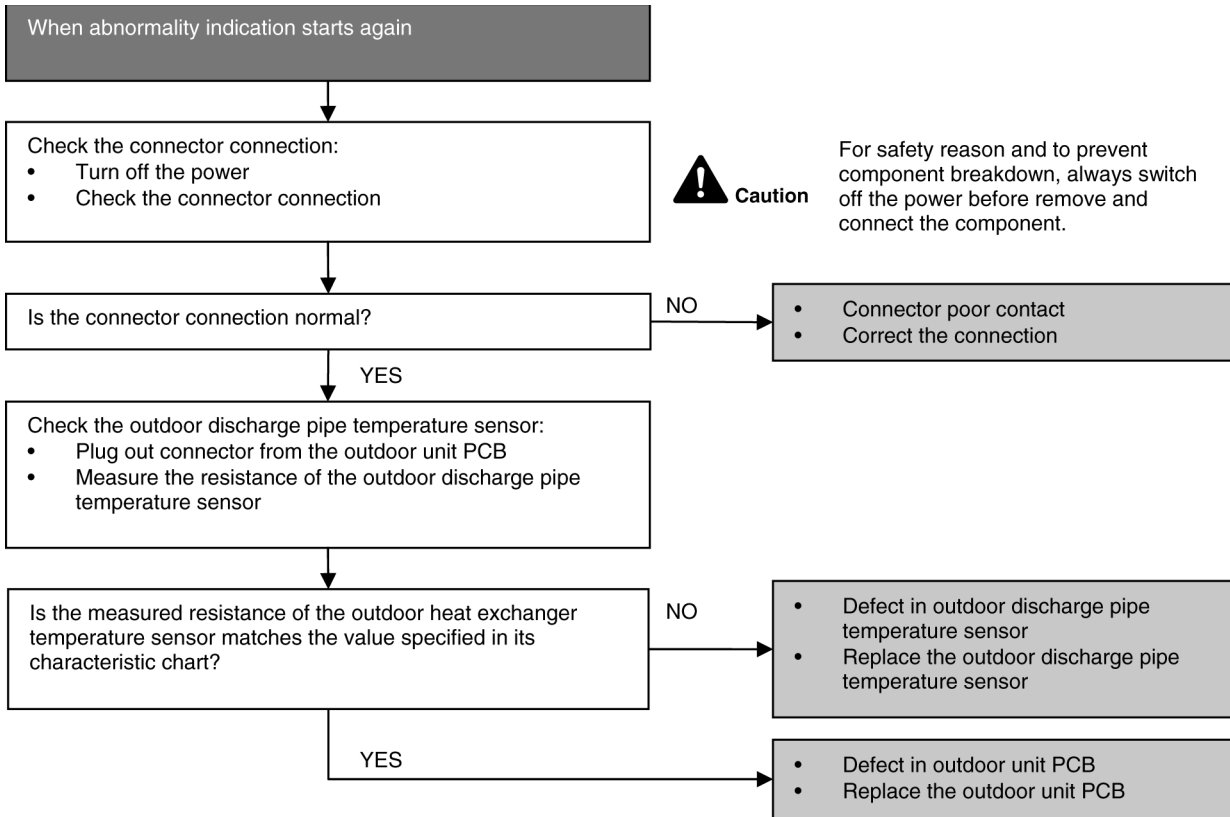 When abnormality indication starts again
Check the connector connection:
• Turn off the power
• Check the connector connection
Caution
For safety reason and to prevent
component breakdown, always switch
off the power before remove and
connect the component.
Is the connector connection normal?
NO
• Connector poor contact
• Correct the connection
YES
Check the outdoor discharge pipe temperature sensor:
• Plug out connector from the outdoor unit PCB
• Measure the resistance of the outdoor discharge pipe
temperature sensor
Is the measured resistance of the outdoor heat exchanger
temperature sensor matches the value specified in its
characteristic chart?
NO
• Defect in outdoor discharge pipe
temperature sensor
• Replace the outdoor discharge pipe
temperature sensor
YES
• Defect in outdoor unit PCB
• Replace the outdoor unit PCB